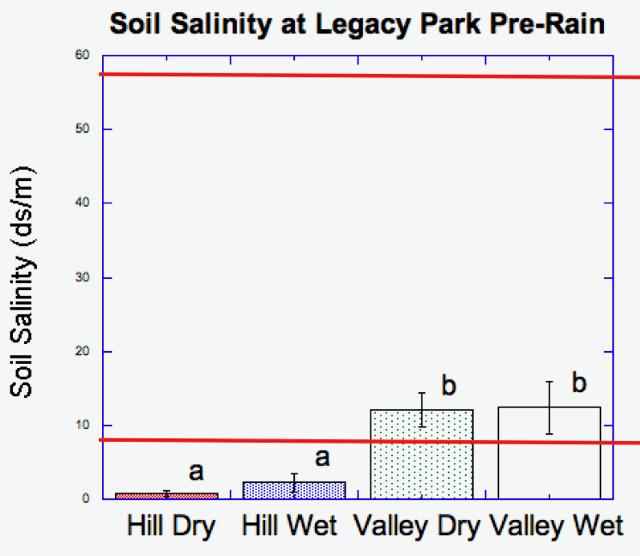 Soil Salinity at Legacy Park Pre-Rain
Soil Salinity (ds/m)
60
50
40
30
20
10
0
a
a
b
b
Hill Dry
Hill Wet
Valley Dry
Valley Wet